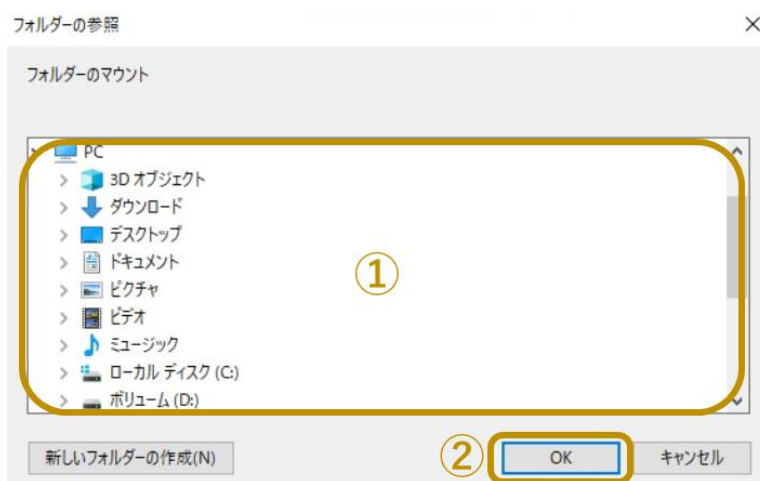 フォルダーの参照
フォルダーのマウント
PC
3D オブジェクト
ダウンロード
デスクトップ
ドキュメント
ピクチャ
ビデオ
ミュージック
ローカル ディスク (C:)
ボリューム (D:)
①
新しいフォルダーの作成(N)
②
OK
キャンセル